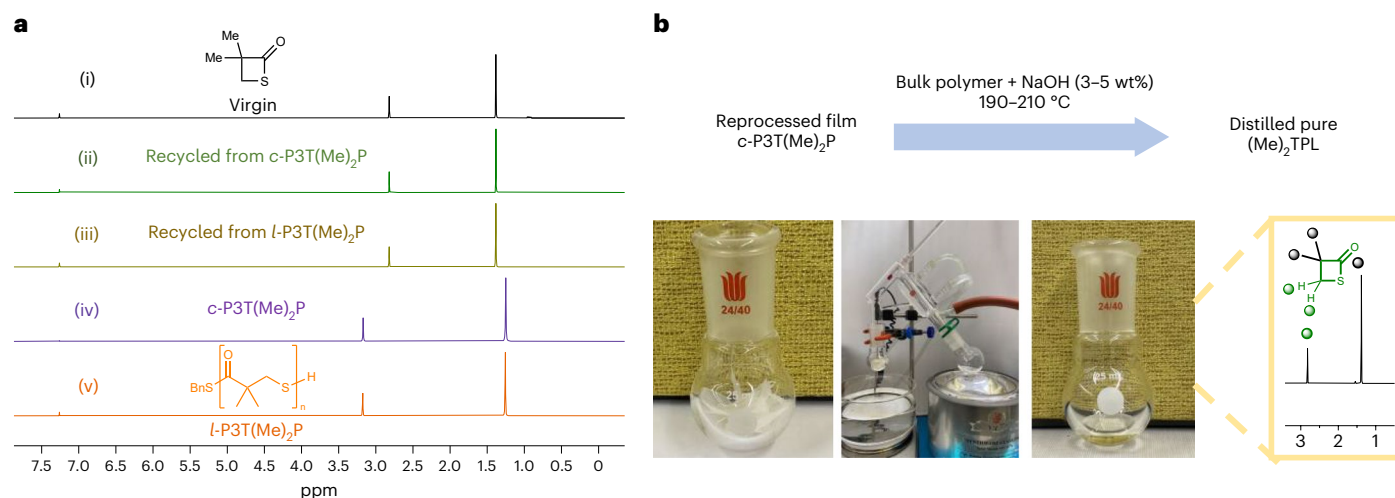 a
(i)
Me
Me
O
S
Virgin
(ii)
Recycled from c-P3T(Me)₂P
(iii)
Recycled from l-P3T(Me)₂P
(iv)
c-P3T(Me)₂P
(v)
O
BnS
S
H
n
l-P3T(Me)₂P
7.5 7.0 6.5 6.0 5.5 5.0 4.5 4.0 3.5 3.0 2.5 2.0 1.5 1.0 0.5 0
ppm
b
Reprocessed film
c-P3T(Me)₂P
Bulk polymer + NaOH (3–5 wt%)
190–210 °C
Distilled pure
(Me)₂TPL
24/40
24/40
O
S
H
H
3 2 1